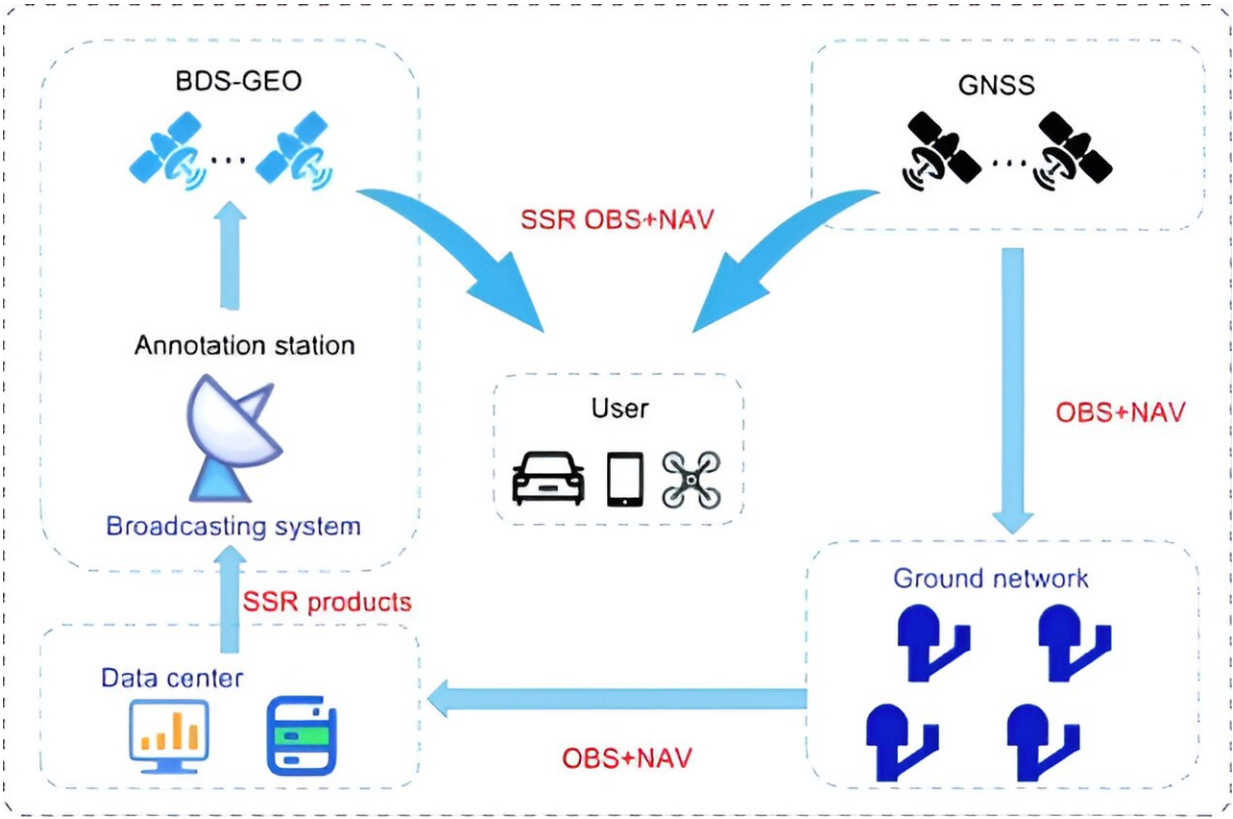 BDS-GEO
GNSS
SSR OBS+NAV
Annotation station
User
OBS+NAV
Broadcasting system
Ground network
SSR products
Data center
OBS+NAV